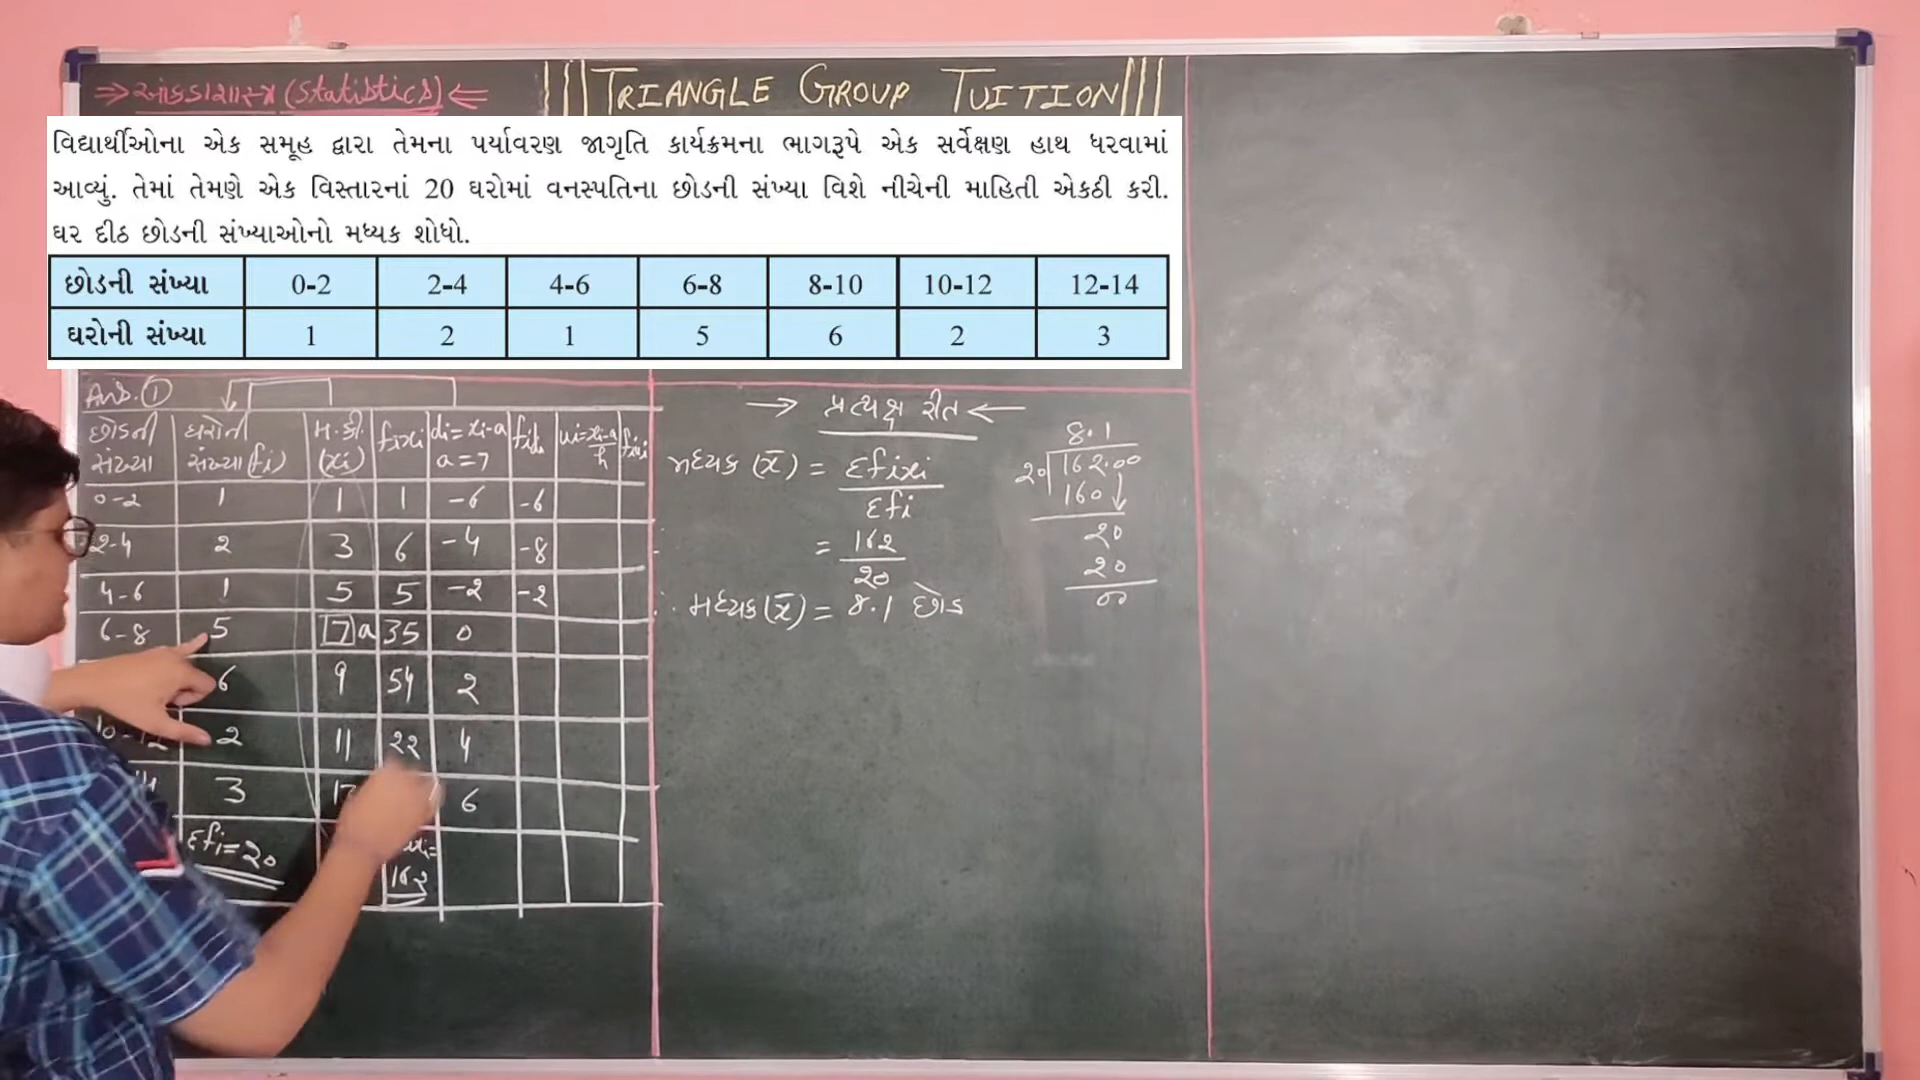 ⇒ આંકડાશાસ્ત્ર (Statistics) ⇐
TRIANGLE GROUP TUITION
વિદ્યાર્થીઓના એક સમૂહ દ્વારા તેમના પર્યાવરણ જાગૃતિ કાર્યક્રમના ભાગરૂપે એક સર્વેક્ષણ હાથ ધરવામાં
આવ્યું. તેમાં તેમણે એક વિસ્તારનાં 20 ઘરોમાં વનસ્પતિના છોડની સંખ્યા વિશે નીચેની માહિતી એકઠી કરી.
ઘર દીઠ છોડની સંખ્યાઓનો મધ્યક શોધો.
છોડની સંખ્યા 0-2 2-4 4-6 6-8 8-10 10-12 12-14
ઘરોની સંખ્યા 1 2 1 5 6 2 3
Ans. ①
છોડની સંખ્યા ઘરોની સંખ્યા (fi) મ.કી. (xi) fixi di = xi-a a=7 fidi ui = xi-a/h fiui
0-2 1 1 1 -6 -6
2-4 2 3 6 -4 -8
4-6 1 5 5 -2 -2
6-8 5 7 a 35 0
6 9 54 2
2 11 22 4
3 6
Σfi = 20
162
→ પ્રત્યક્ષ રીત ←
મધ્યક (x̄) = Σfixi / Σfi
= 162 / 20
∴ મધ્યક (x̄) = 8.1 છોડ
8.1
20 162.00
160
20
20
00